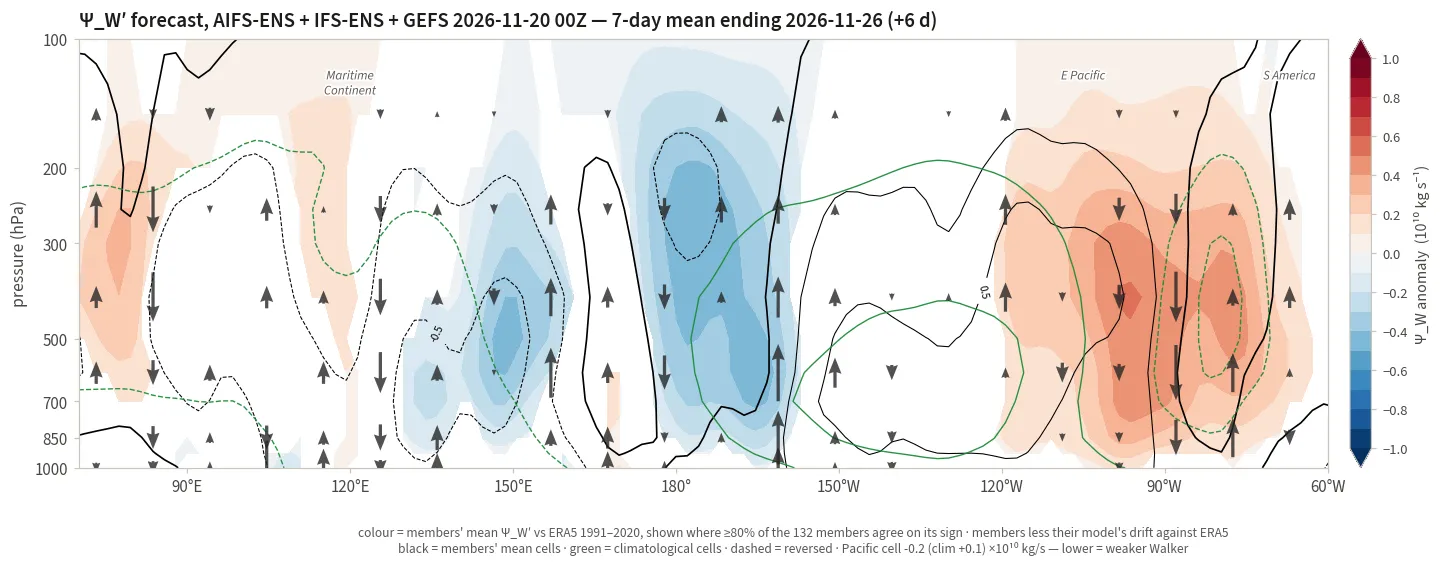 Ψ_W′ forecast, AIFS-ENS + IFS-ENS + GEFS 2026-11-20 00Z — 7-day mean ending 2026-11-26 (+6 d)
100
200
300
400
500
700
850
1000
pressure (hPa)
Maritime
Continent
E Pacific
S America
-0.5
0.5
90°E
120°E
150°E
180°
150°W
120°W
90°W
60°W
1.0
0.8
0.6
0.4
0.2
0.0
−0.2
−0.4
−0.6
−0.8
−1.0
Ψ_W anomaly (10¹⁰ kg s⁻¹)
colour = members' mean Ψ_W′ vs ERA5 1991–2020, shown where ≥80% of the 132 members agree on its sign · members less their model's drift against ERA5
black = members' mean cells · green = climatological cells · dashed = reversed · Pacific cell -0.2 (clim +0.1) ×10¹⁰ kg/s — lower = weaker Walker